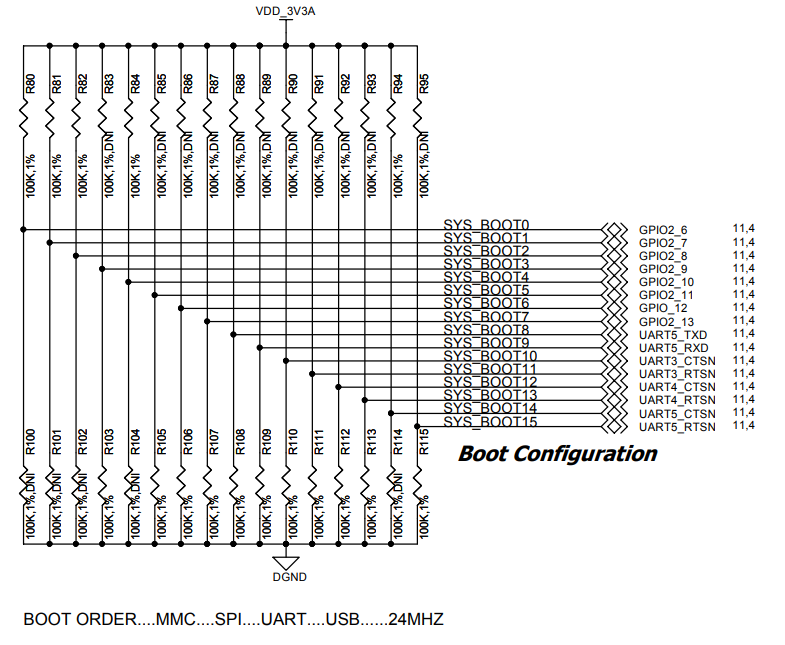 VDD_3V3A
R80 R81 R82 R83 R84 R85 R86 R87 R88 R89 R90 R91 R92 R93 R94 R95
100K,1% 100K,1% 100K,1% 100K,1%,DNI 100K,1% 100K,1%,DNI 100K,1%,DNI 100K,1%,DNI 100K,1%,DNI 100K,1%,DNI 100K,1%,DNI 100K,1%,DNI 100K,1%,DNI 100K,1%,DNI 100K,1% 100K,1%,DNI
SYS_BOOT0 GPIO2_6 11,4
SYS_BOOT1 GPIO2_7 11,4
SYS_BOOT2 GPIO2_8 11,4
SYS_BOOT3 GPIO2_9 11,4
SYS_BOOT4 GPIO2_10 11,4
SYS_BOOT5 GPIO2_11 11,4
SYS_BOOT6 GPIO_12 11,4
SYS_BOOT7 GPIO2_13 11,4
SYS_BOOT8 UART5_TXD 11,4
SYS_BOOT9 UART5_RXD 11,4
SYS_BOOT10 UART3_CTSN 11,4
SYS_BOOT11 UART3_RTSN 11,4
SYS_BOOT12 UART4_CTSN 11,4
SYS_BOOT13 UART4_RTSN 11,4
SYS_BOOT14 UART5_CTSN 11,4
SYS_BOOT15 UART5_RTSN 11,4
Boot Configuration
R100 R101 R102 R103 R104 R105 R106 R107 R108 R109 R110 R111 R112 R113 R114 R115
100K,1%,DNI 100K,1%,DNI 100K,1%,DNI 100K,1% 100K,1%,DNI 100K,1% 100K,1% 100K,1% 100K,1% 100K,1% 100K,1% 100K,1% 100K,1% 100K,1% 100K,1%,DNI 100K,1%
DGND
BOOT ORDER....MMC....SPI....UART....USB......24MHZ